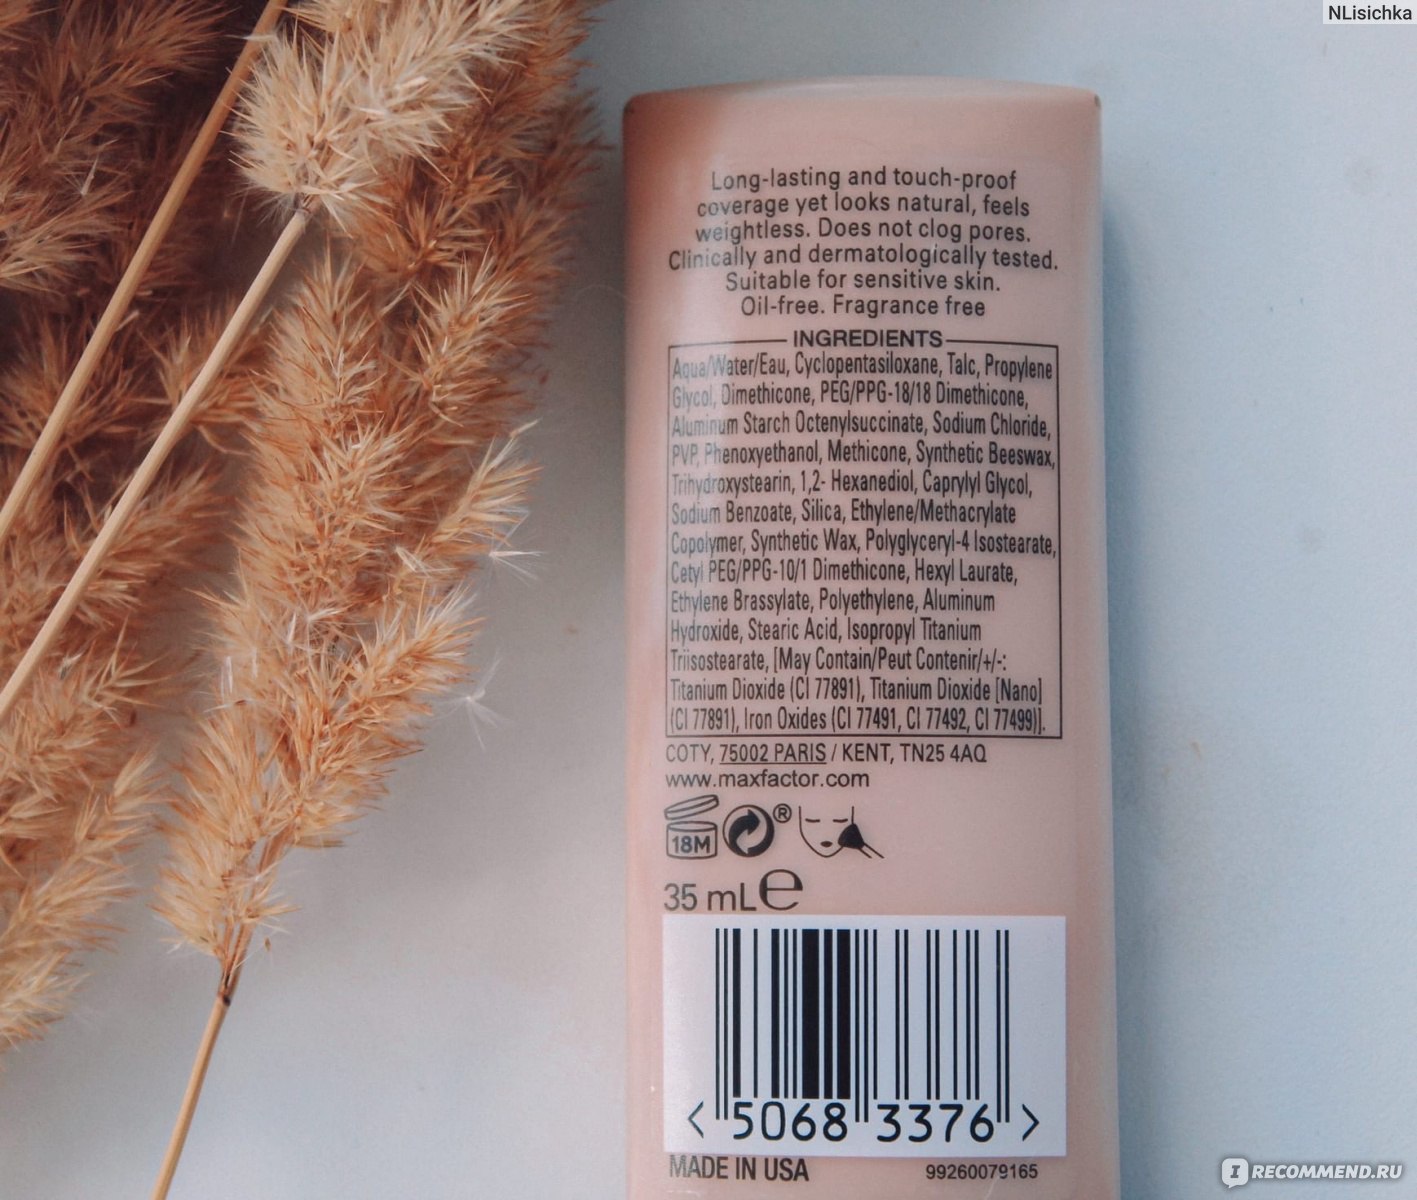 NLisichka
Long-lasting and touch-proof
coverage yet looks natural, feels
weightless. Does not clog pores.
Clinically and dermatologically tested.
Suitable for sensitive skin.
Oil-free. Fragrance free
INGREDIENTS
Aqua/Water/Eau, Cyclopentasiloxane, Talc, Propylene
Glycol, Dimethicone, PEG/PPG-18/18 Dimethicone,
Aluminum Starch Octenylsuccinate, Sodium Chloride,
PVP, Phenoxyethanol, Methicone, Synthetic Beeswax,
Trihydroxystearin, 1,2- Hexanediol, Caprylyl Glycol,
Sodium Benzoate, Silica, Ethylene/Methacrylate
Copolymer, Synthetic Wax, Polyglyceryl-4 Isostearate,
Cetyl PEG/PPG-10/1 Dimethicone, Hexyl Laurate,
Ethylene Brassylate, Polyethylene, Aluminum
Hydroxide, Stearic Acid, Isopropyl Titanium
Triisostearate, [May Contain/Peut Contenir/+/-:
Titanium Dioxide (CI 77891), Titanium Dioxide [Nano]
(CI 77891), Iron Oxides (CI 77491, CI 77492, CI 77499)].
COTY, 75002 PARIS / KENT, TN25 4AQ
www.maxfactor.com
18M ®
35 mL e
< 5068 3376 >
MADE IN USA 99260079165
IRECOMMEND.RU